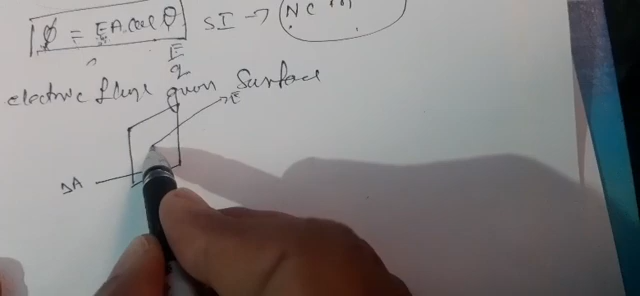 ϕ = EA cos θ SI → NC
E
q
electric flux given surface
E
ΔA